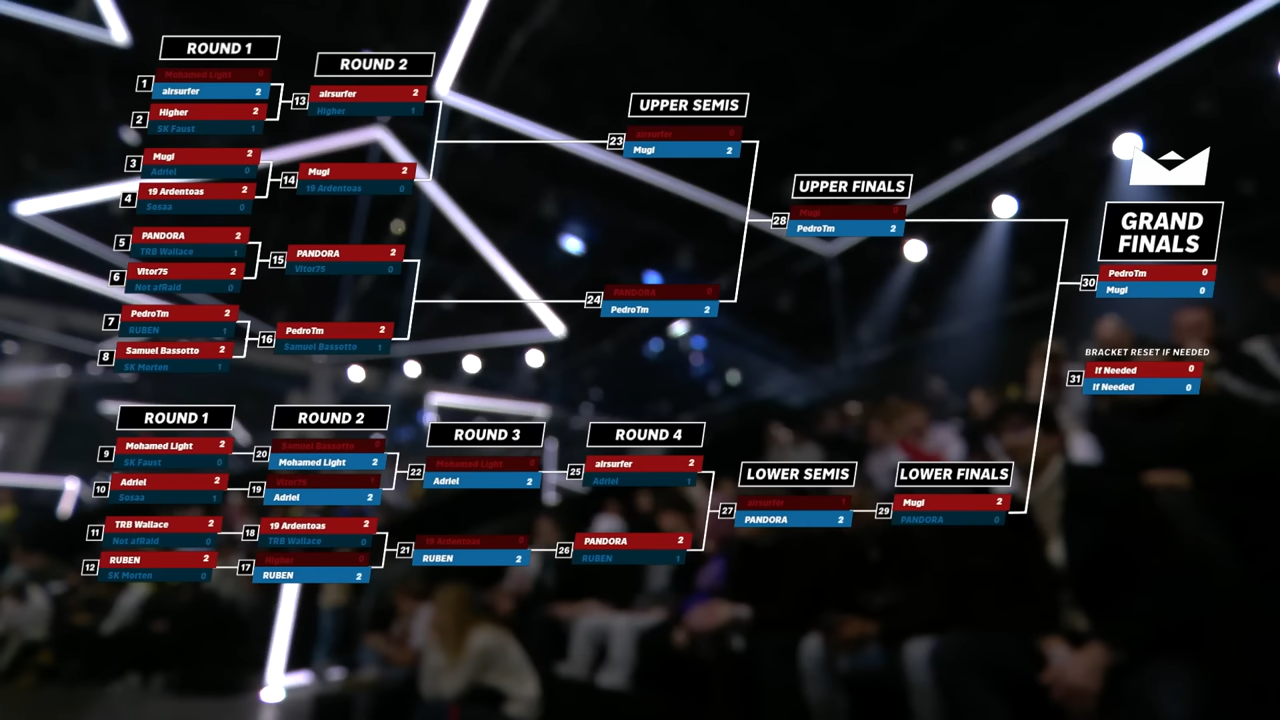 ROUND 1
1
Mohamed Light 0
airsurfer 2
2
Higher 2
SK Faust 1
3
Mugi 2
Adriel 0
4
19 Ardentoas 2
Sosaa 0
5
PANDORA 2
TRB Wallace 1
6
Vitor75 2
Not afRaid 0
7
PedroTm 2
RUBEN 1
8
Samuel Bassotto 2
SK Morten 1
ROUND 2
13
airsurfer 2
Higher 1
14
Mugi 2
19 Ardentoas 0
15
PANDORA 2
Vitor75 0
16
PedroTm 2
Samuel Bassotto 1
UPPER SEMIS
23
airsurfer 0
Mugi 2
24
PANDORA 0
PedroTm 2
UPPER FINALS
28
Mugi 0
PedroTm 2
GRAND
FINALS
30
PedroTm 0
Mugi 0
BRACKET RESET IF NEEDED
31
If Needed 0
If Needed 0
ROUND 1
9
Mohamed Light 2
SK Faust 0
10
Adriel 2
Sosaa 1
11
TRB Wallace 2
Not afRaid 0
12
RUBEN 2
SK Morten 0
ROUND 2
20
Samuel Bassotto 0
Mohamed Light 2
19
Vitor75 1
Adriel 2
18
19 Ardentoas 2
TRB Wallace 0
17
Higher 0
RUBEN 2
ROUND 3
22
Mohamed Light 0
Adriel 2
21
19 Ardentoas 0
RUBEN 2
ROUND 4
25
airsurfer 2
Adriel 1
26
PANDORA 2
RUBEN 1
LOWER SEMIS
27
airsurfer 1
PANDORA 2
LOWER FINALS
29
Mugi 2
PANDORA 0